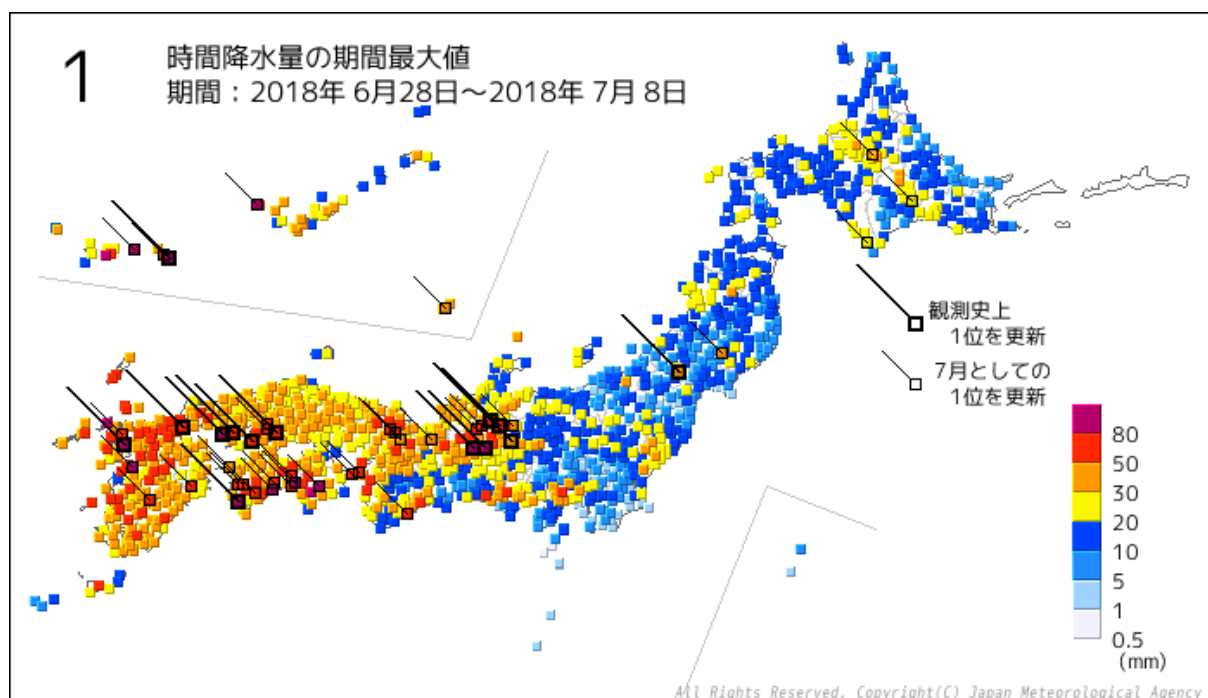 1
時間降水量の期間最大値
期間：2018年 6月28日～2018年 7月 8日
観測史上
1位を更新
7月としての
1位を更新
80
50
30
20
10
5
1
0.5
(mm)
All Rights Reserved. Copyright(C) Japan Meteorological Agency